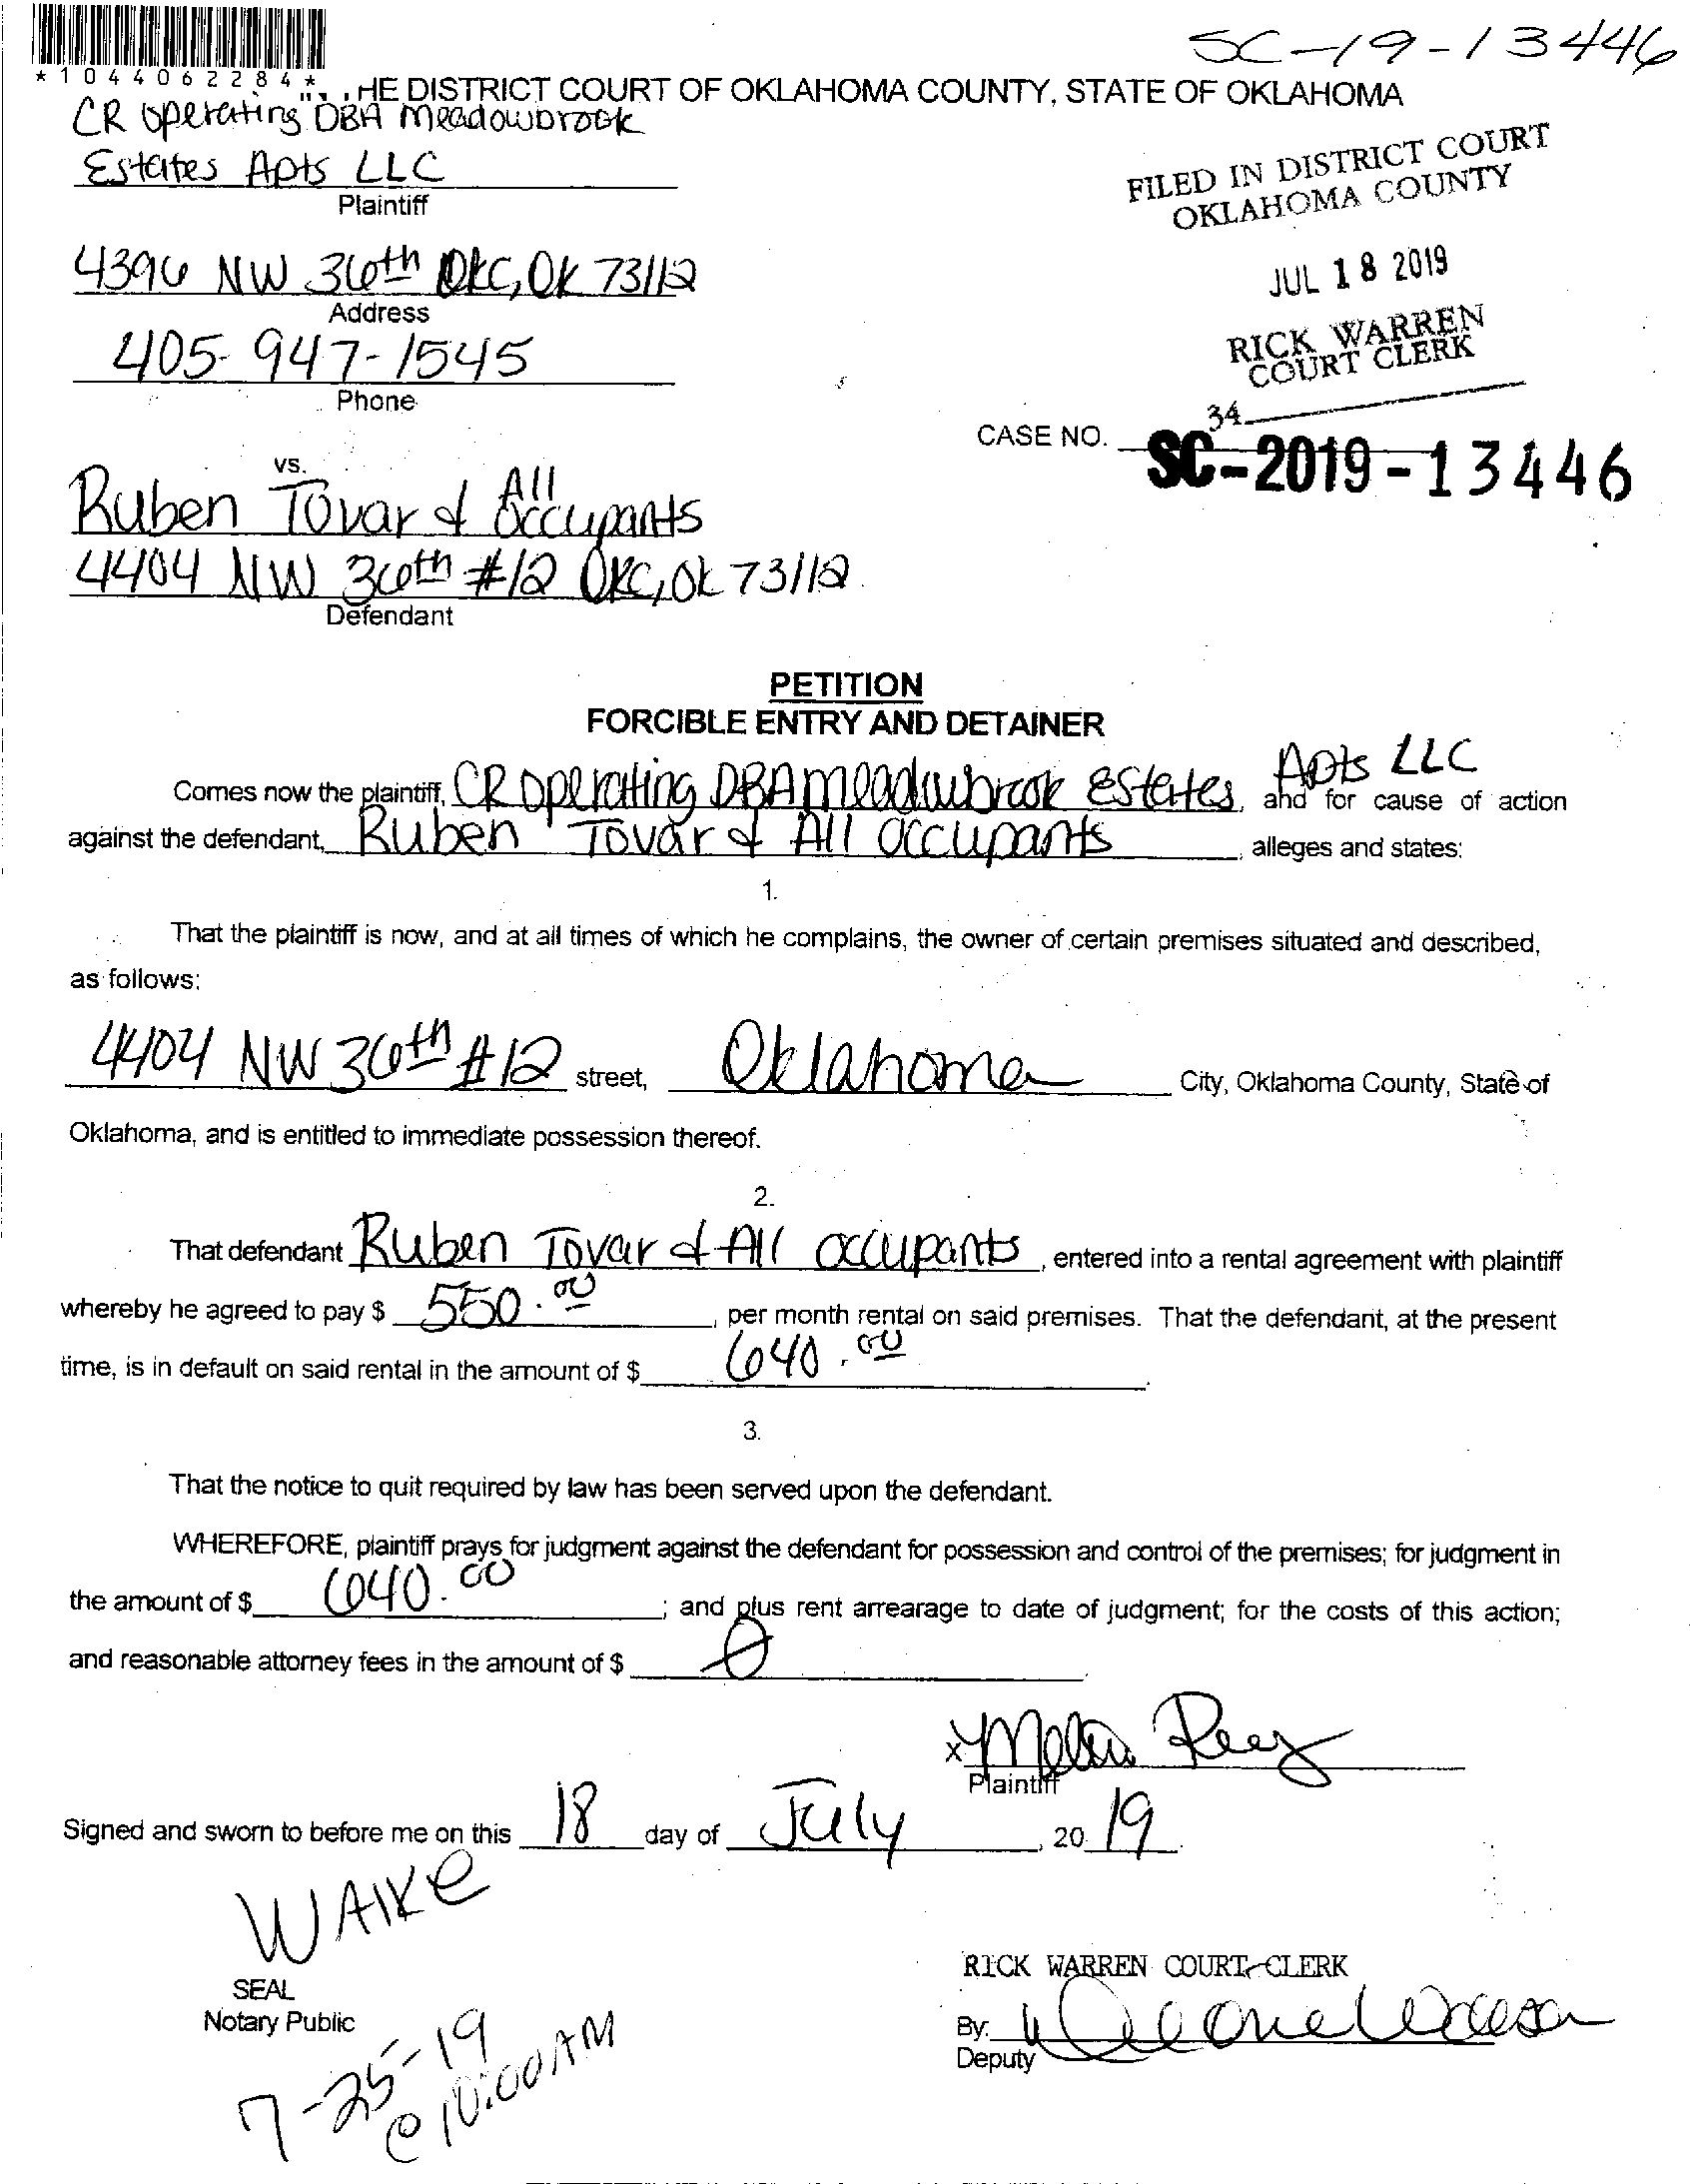 *1044062284*
SC-19-13446
HE DISTRICT COURT OF OKLAHOMA COUNTY, STATE OF OKLAHOMA
CR Operating DBA Meadowbrook
Estates Apts LLC
Plaintiff
FILED IN DISTRICT COURT
OKLAHOMA COUNTY
4396 NW 36th OKC, OK 73112
Address
JUL 18 2019
405-947-1545
Phone
RICK WARREN
COURT CLERK
34
CASE NO. SC-2019-13446
vs.
Ruben Tovar & All Occupants
4404 NW 36th #12 OKC, OK 73112
Defendant
PETITION
FORCIBLE ENTRY AND DETAINER
Comes now the plaintiff, CR Operating DBA Meadowbrook Estates Apts LLC, and for cause of action
against the defendant, Ruben Tovar & All occupants, alleges and states:
1.
That the plaintiff is now, and at all times of which he complains, the owner of certain premises situated and described,
as follows:
4404 NW 36th #12 street, Oklahoma City, Oklahoma County, State of
Oklahoma, and is entitled to immediate possession thereof.
2.
That defendant Ruben Tovar & All occupants, entered into a rental agreement with plaintiff
whereby he agreed to pay $ 550.00, per month rental on said premises. That the defendant, at the present
time, is in default on said rental in the amount of $ 640.00
3.
That the notice to quit required by law has been served upon the defendant.
WHEREFORE, plaintiff prays for judgment against the defendant for possession and control of the premises; for judgment in
the amount of $ 640.00; and plus rent arrearage to date of judgment; for the costs of this action;
and reasonable attorney fees in the amount of $ 0.
x
Plaintiff
Signed and sworn to before me on this 18 day of July, 2019.
WAIKE
SEAL
Notary Public
RICK WARREN COURT CLERK
By:
Deputy
7-25-19
@ 10:00 AM